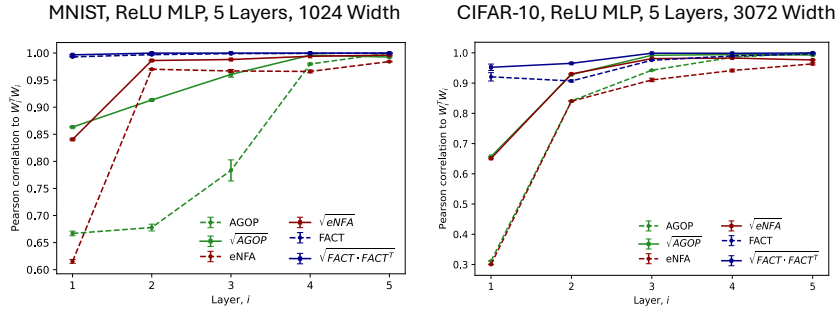 MNIST, ReLU MLP, 5 Layers, 1024 Width
Pearson correlation to W_i^T W_i
1.00
0.95
0.90
0.85
0.80
0.75
0.70
0.65
0.60
AGOP
√AGOP
eNFA
√eNFA
FACT
√FACT · FACT^T
1 2 3 4 5
Layer, i
CIFAR-10, ReLU MLP, 5 Layers, 3072 Width
Pearson correlation to W_i^T W_i
1.0
0.9
0.8
0.7
0.6
0.5
0.4
0.3
AGOP
√AGOP
eNFA
√eNFA
FACT
√FACT · FACT^T
1 2 3 4 5
Layer, i